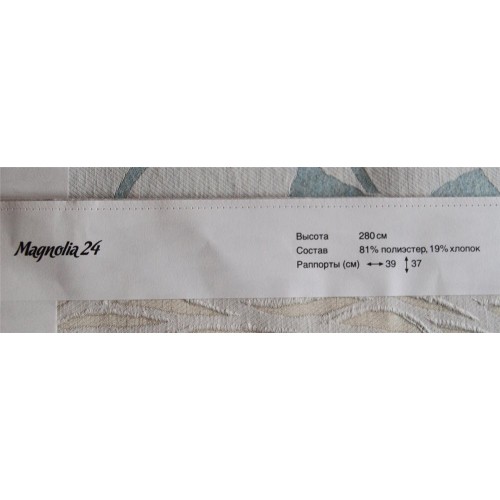 Magnolia 24
Высота 280 см
Состав 81% полиэстер, 19% хлопок
Раппорты (см) ↔ 39 ↕ 37